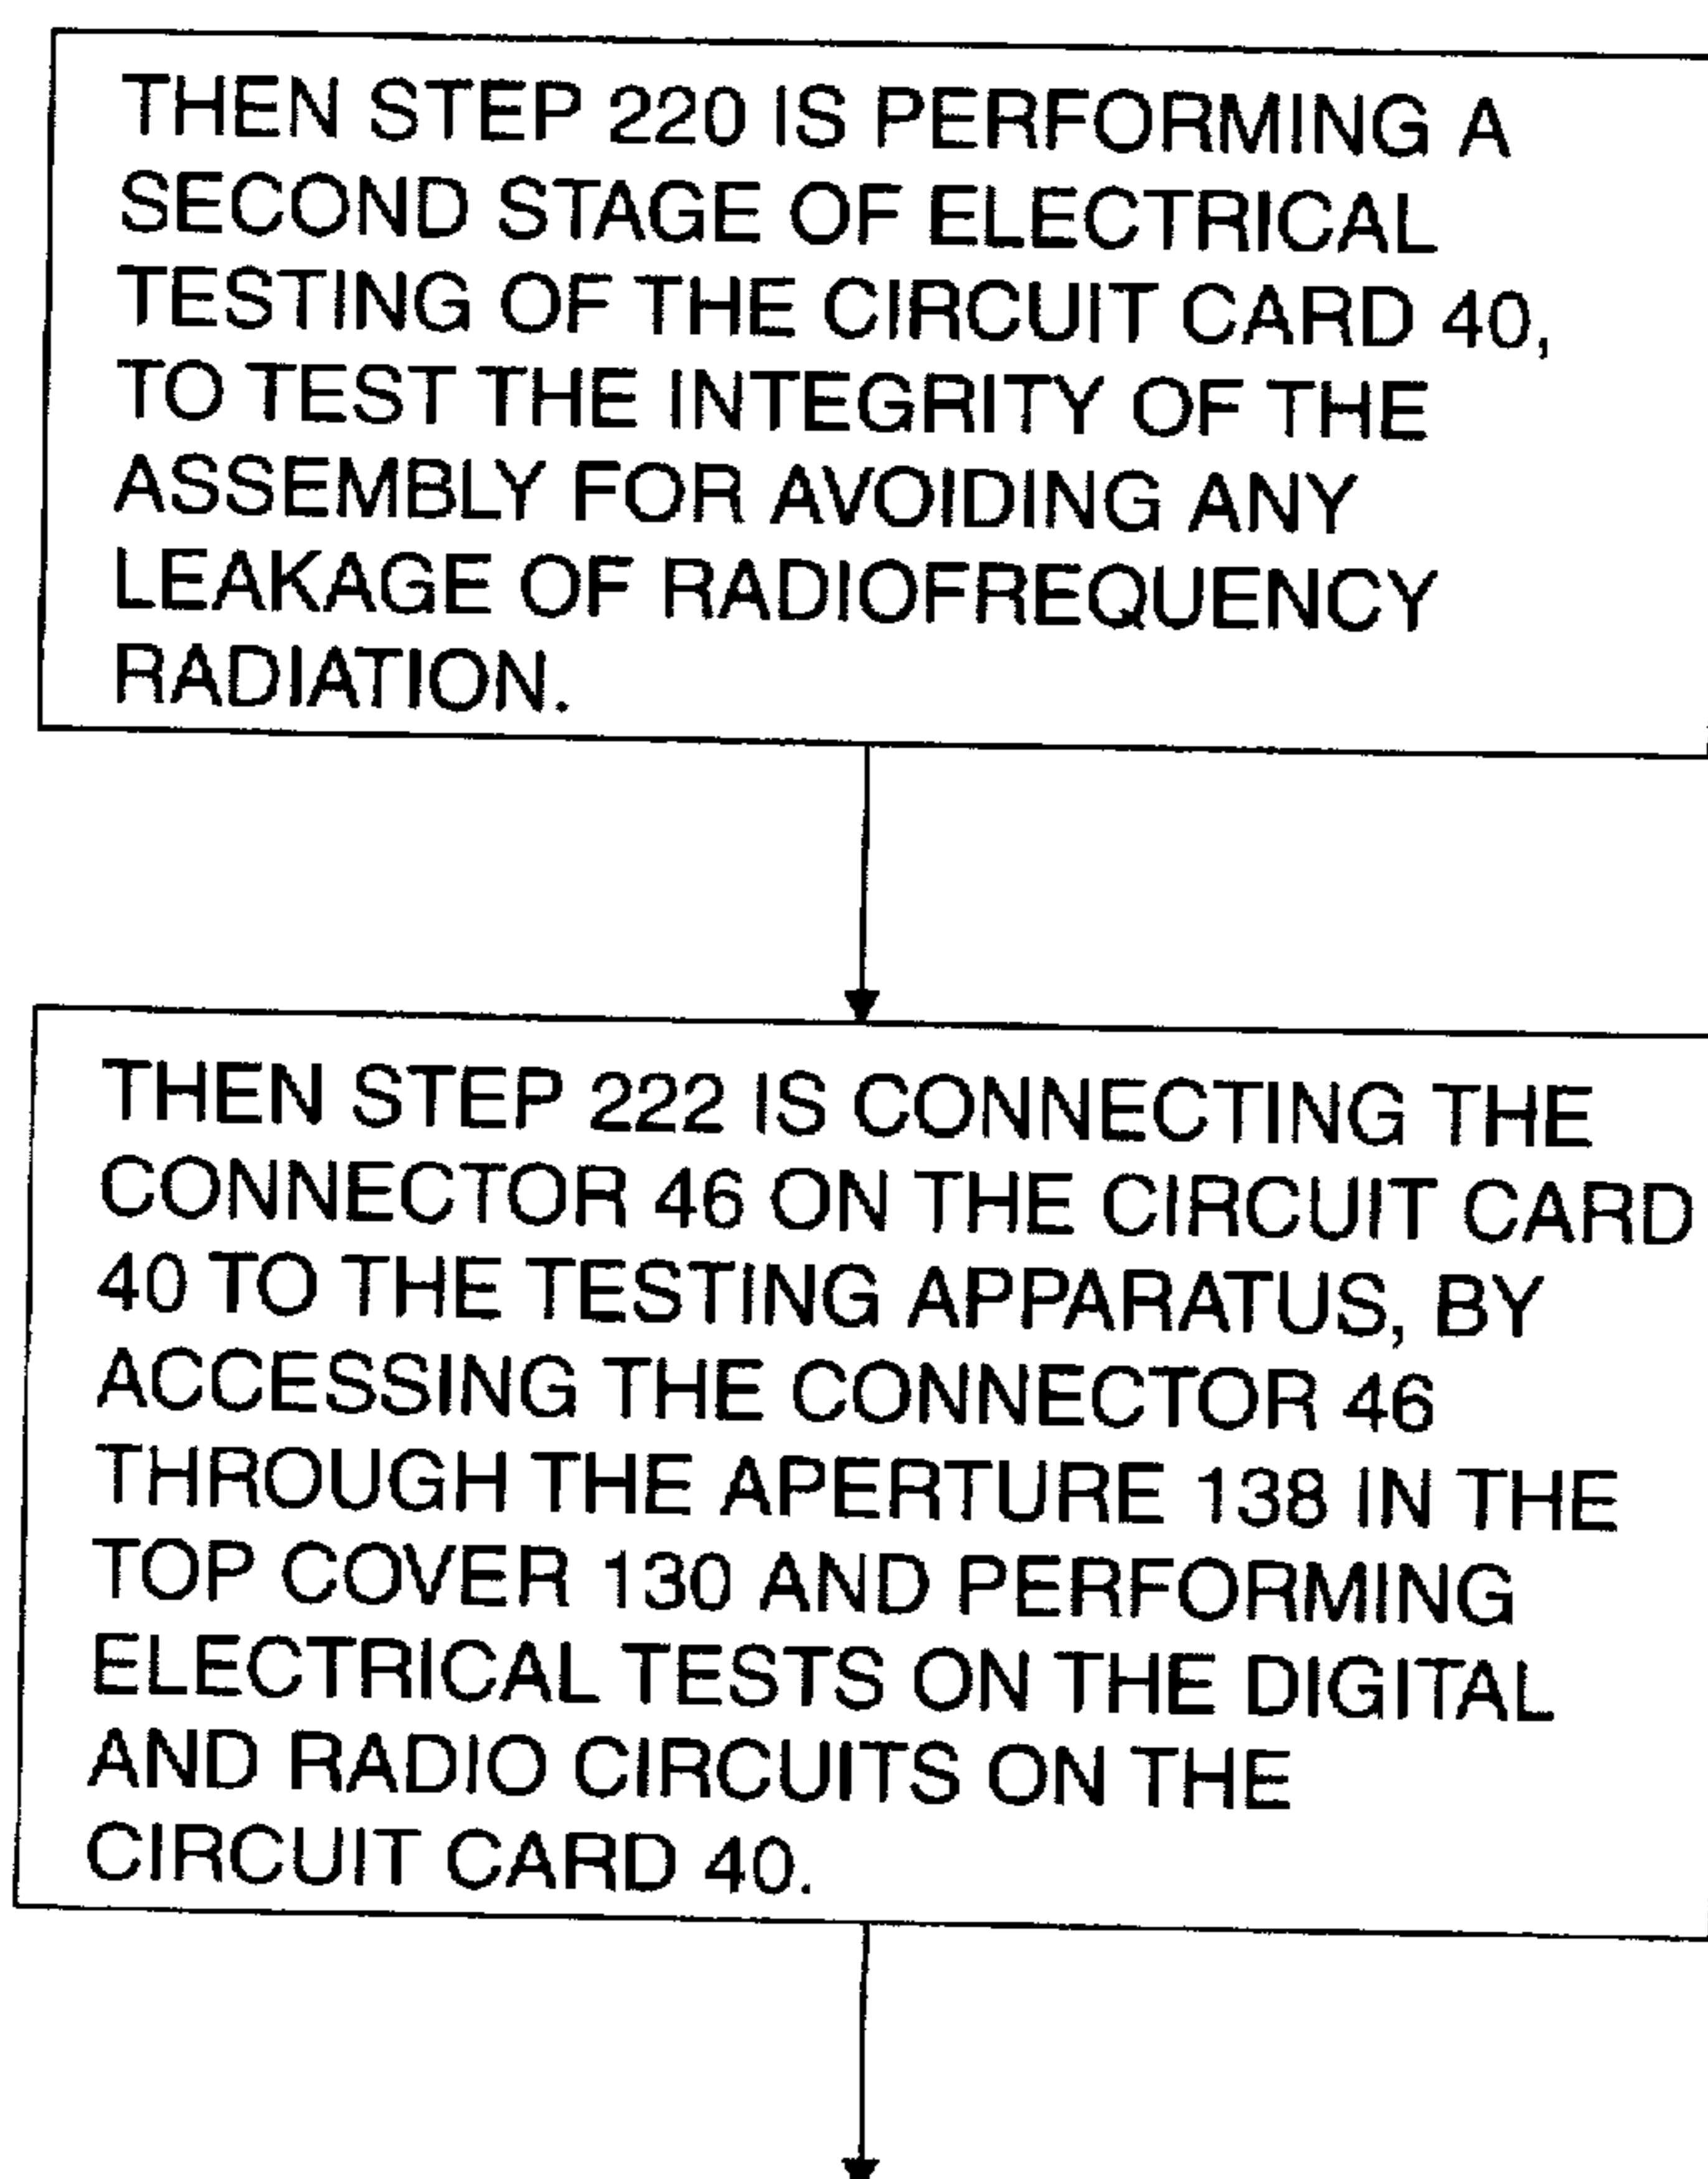 THEN STEP 220 IS PERFORMING A
SECOND STAGE OF ELECTRICAL
TESTING OF THE CIRCUIT CARD 40,
TO TEST THE INTEGRITY OF THE
ASSEMBLY FOR AVOIDING ANY
LEAKAGE OF RADIOFREQUENCY
RADIATION.
THEN STEP 222 IS CONNECTING THE
CONNECTOR 46 ON THE CIRCUIT CARD
40 TO THE TESTING APPARATUS, BY
ACCESSING THE CONNECTOR 46
THROUGH THE APERTURE 138 IN THE
TOP COVER 130 AND PERFORMING
ELECTRICAL TESTS ON THE DIGITAL
AND RADIO CIRCUITS ON THE
CIRCUIT CARD 40.